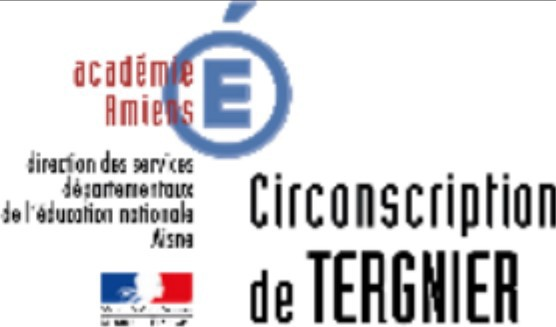 académie
Amiens
É
direction des services
départementaux
de l'éducation nationale
Aisne
Circonscription
de TERGNIER